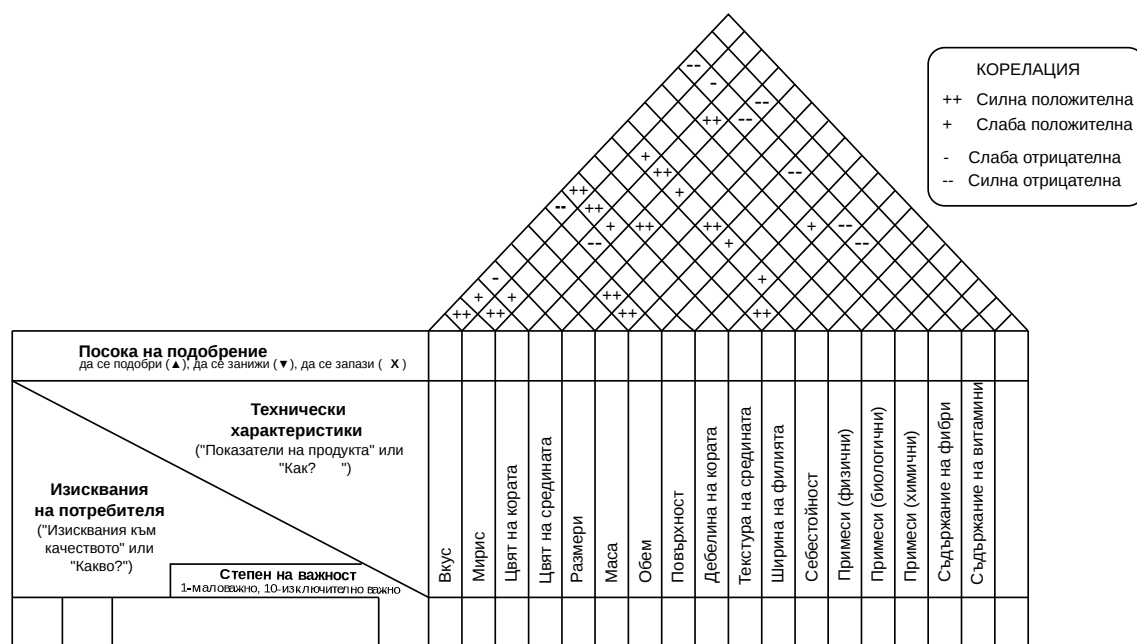 КОРЕЛАЦИЯ
++ Силна положителна
+ Слаба положителна
- Слаба отрицателна
-- Силна отрицателна
--
-
--
++ --
+
++ --
++ +
-- ++
+ ++ ++ + --
-- + --
- +
+ + ++
++ ++ ++ ++
Посока на подобрение
да се подобри (▲), да се занижи (▼), да се запази ( X )
Технически
характеристики
("Показатели на продукта" или
"Как? ")
Изисквания
на потребителя
("Изисквания към
качеството" или
"Какво?")
Степен на важност
1-маловажно, 10-изключително важно
Вкус
Мирис
Цвят на кората
Цвят на средината
Размери
Маса
Обем
Повърхност
Дебелина на кората
Текстура на средината
Ширина на филията
Себестойност
Примеси (физични)
Примеси (биологични)
Примеси (химични)
Съдържание на фибри
Съдържание на витамини